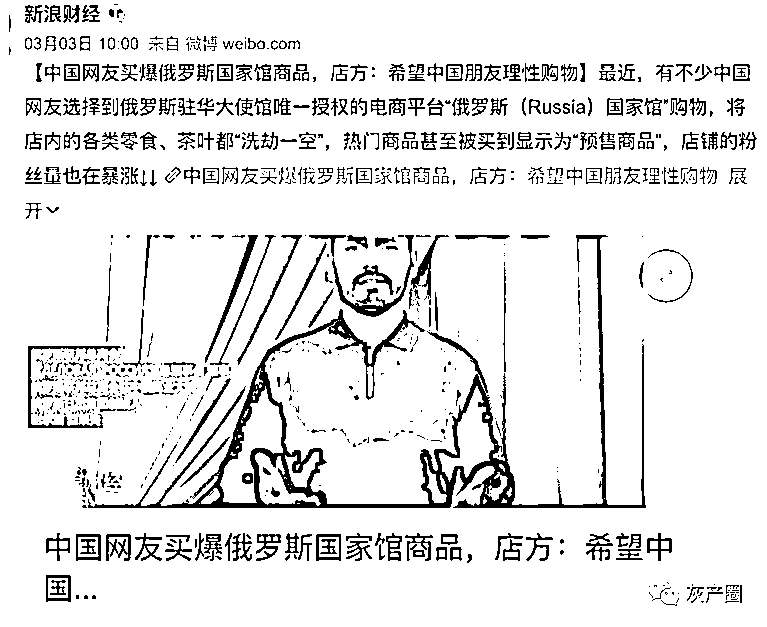 新浪财经
03月03日 10:00 来自 微博 weibo.com
【中国网友买爆俄罗斯国家馆商品，店方：希望中国朋友理性购物】最近，有不少中国
网友选择到俄罗斯驻华大使馆唯一授权的电商平台“俄罗斯（Russia）国家馆”购物，将
店内的各类零食、茶叶都“洗劫一空”，热门商品甚至被买到显示为“预售商品”，店铺的粉
丝量也在暴涨↓↓ 中国网友买爆俄罗斯国家馆商品，店方：希望中国朋友理性购物 展
开
中国网友买爆俄罗斯国家馆商品，店方：希望中
国...
灰产圈